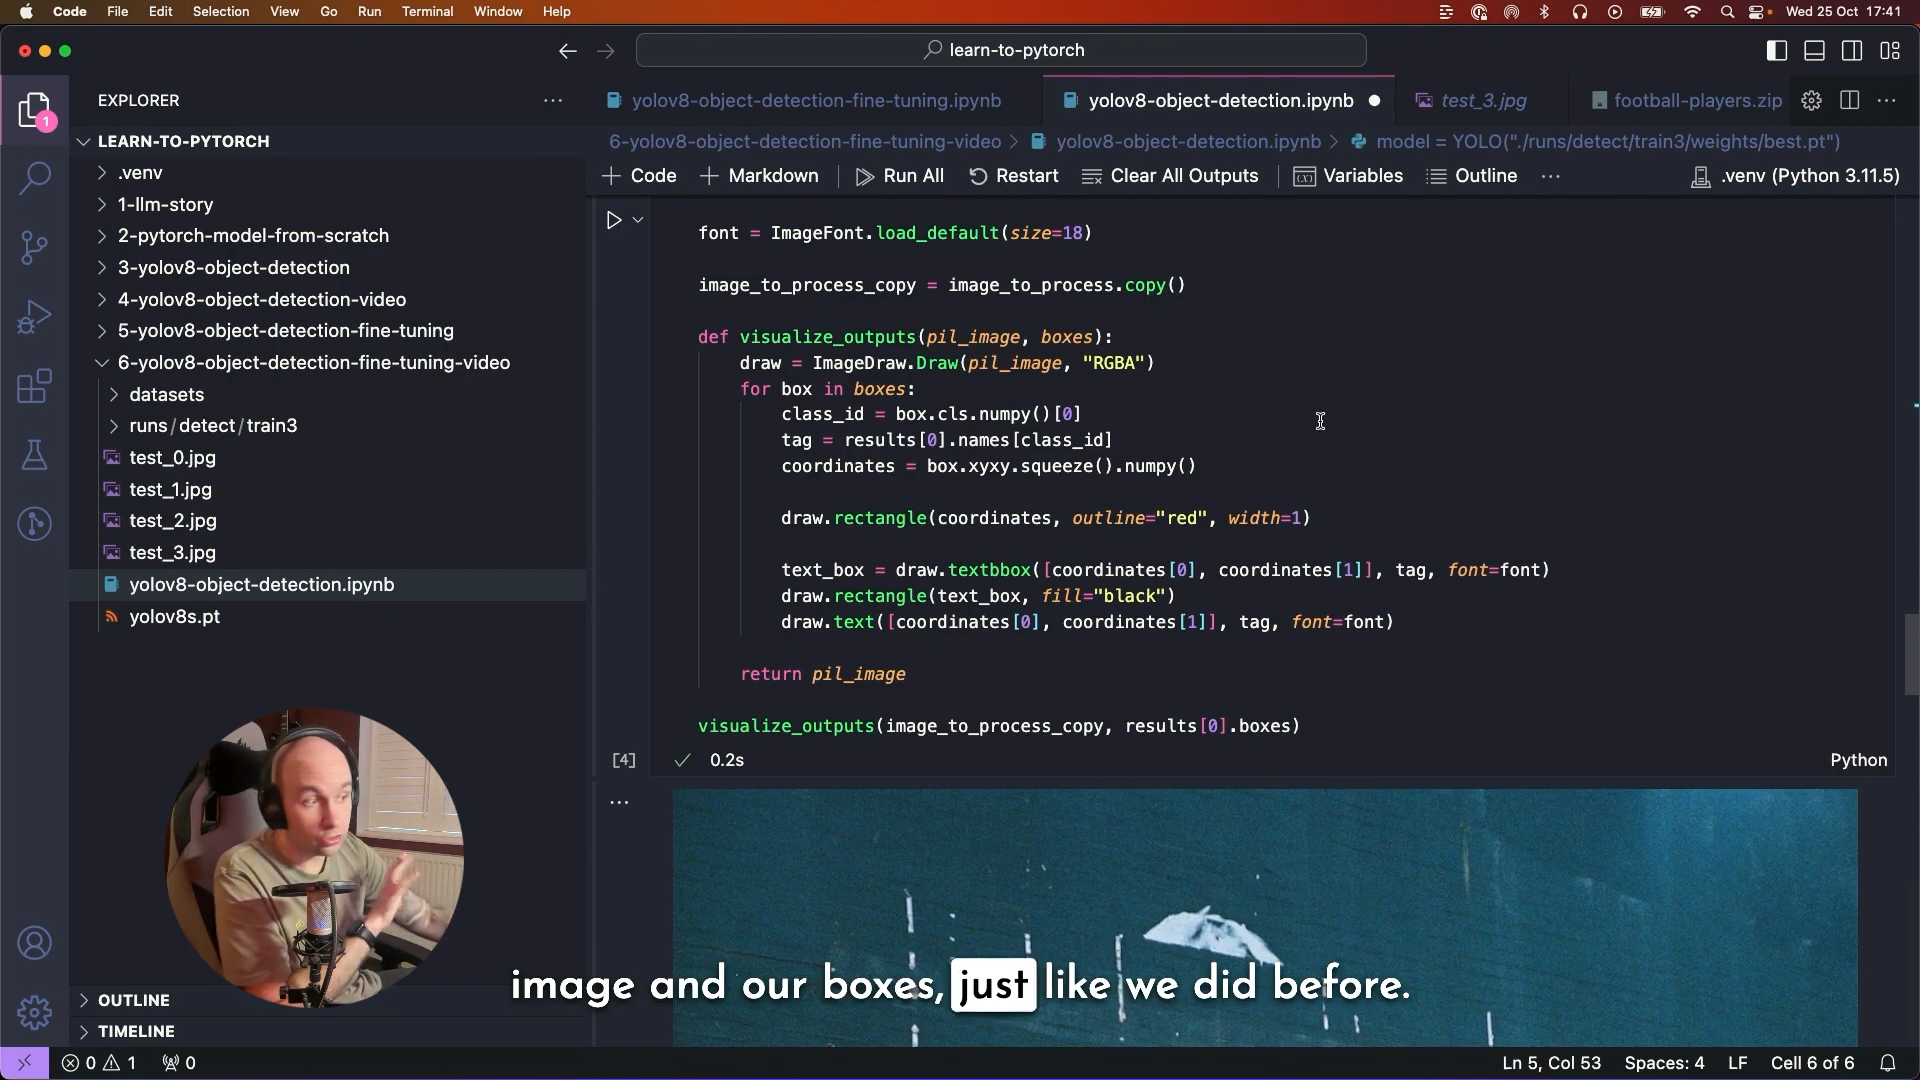 Code File Edit Selection View Go Run Terminal Window Help Wed 25 Oct 17:41
learn-to-pytorch
EXPLORER
yolov8-object-detection-fine-tuning.ipynb yolov8-object-detection.ipynb test_3.jpg football-players.zip
1
LEARN-TO-PYTORCH
6-yolov8-object-detection-fine-tuning-video > yolov8-object-detection.ipynb > model = YOLO("./runs/detect/train3/weights/best.pt")
+ Code + Markdown Run All Restart Clear All Outputs Variables Outline ... .venv (Python 3.11.5)
.venv
1-llm-story
2-pytorch-model-from-scratch
3-yolov8-object-detection
4-yolov8-object-detection-video
5-yolov8-object-detection-fine-tuning
6-yolov8-object-detection-fine-tuning-video
datasets
runs/detect/train3
test_0.jpg
test_1.jpg
test_2.jpg
test_3.jpg
yolov8-object-detection.ipynb
yolov8s.pt
OUTLINE
TIMELINE
font = ImageFont.load_default(size=18)
image_to_process_copy = image_to_process.copy()
def visualize_outputs(pil_image, boxes):
draw = ImageDraw.Draw(pil_image, "RGBA")
for box in boxes:
class_id = box.cls.numpy()[0]
tag = results[0].names[class_id]
coordinates = box.xyxy.squeeze().numpy()
draw.rectangle(coordinates, outline="red", width=1)
text_box = draw.textbbox([coordinates[0], coordinates[1]], tag, font=font)
draw.rectangle(text_box, fill="black")
draw.text([coordinates[0], coordinates[1]], tag, font=font)
return pil_image
visualize_outputs(image_to_process_copy, results[0].boxes)
[4] 0.2s Python
image and our boxes, just like we did before.
0 1 0 Ln 5, Col 53 Spaces: 4 LF Cell 6 of 6